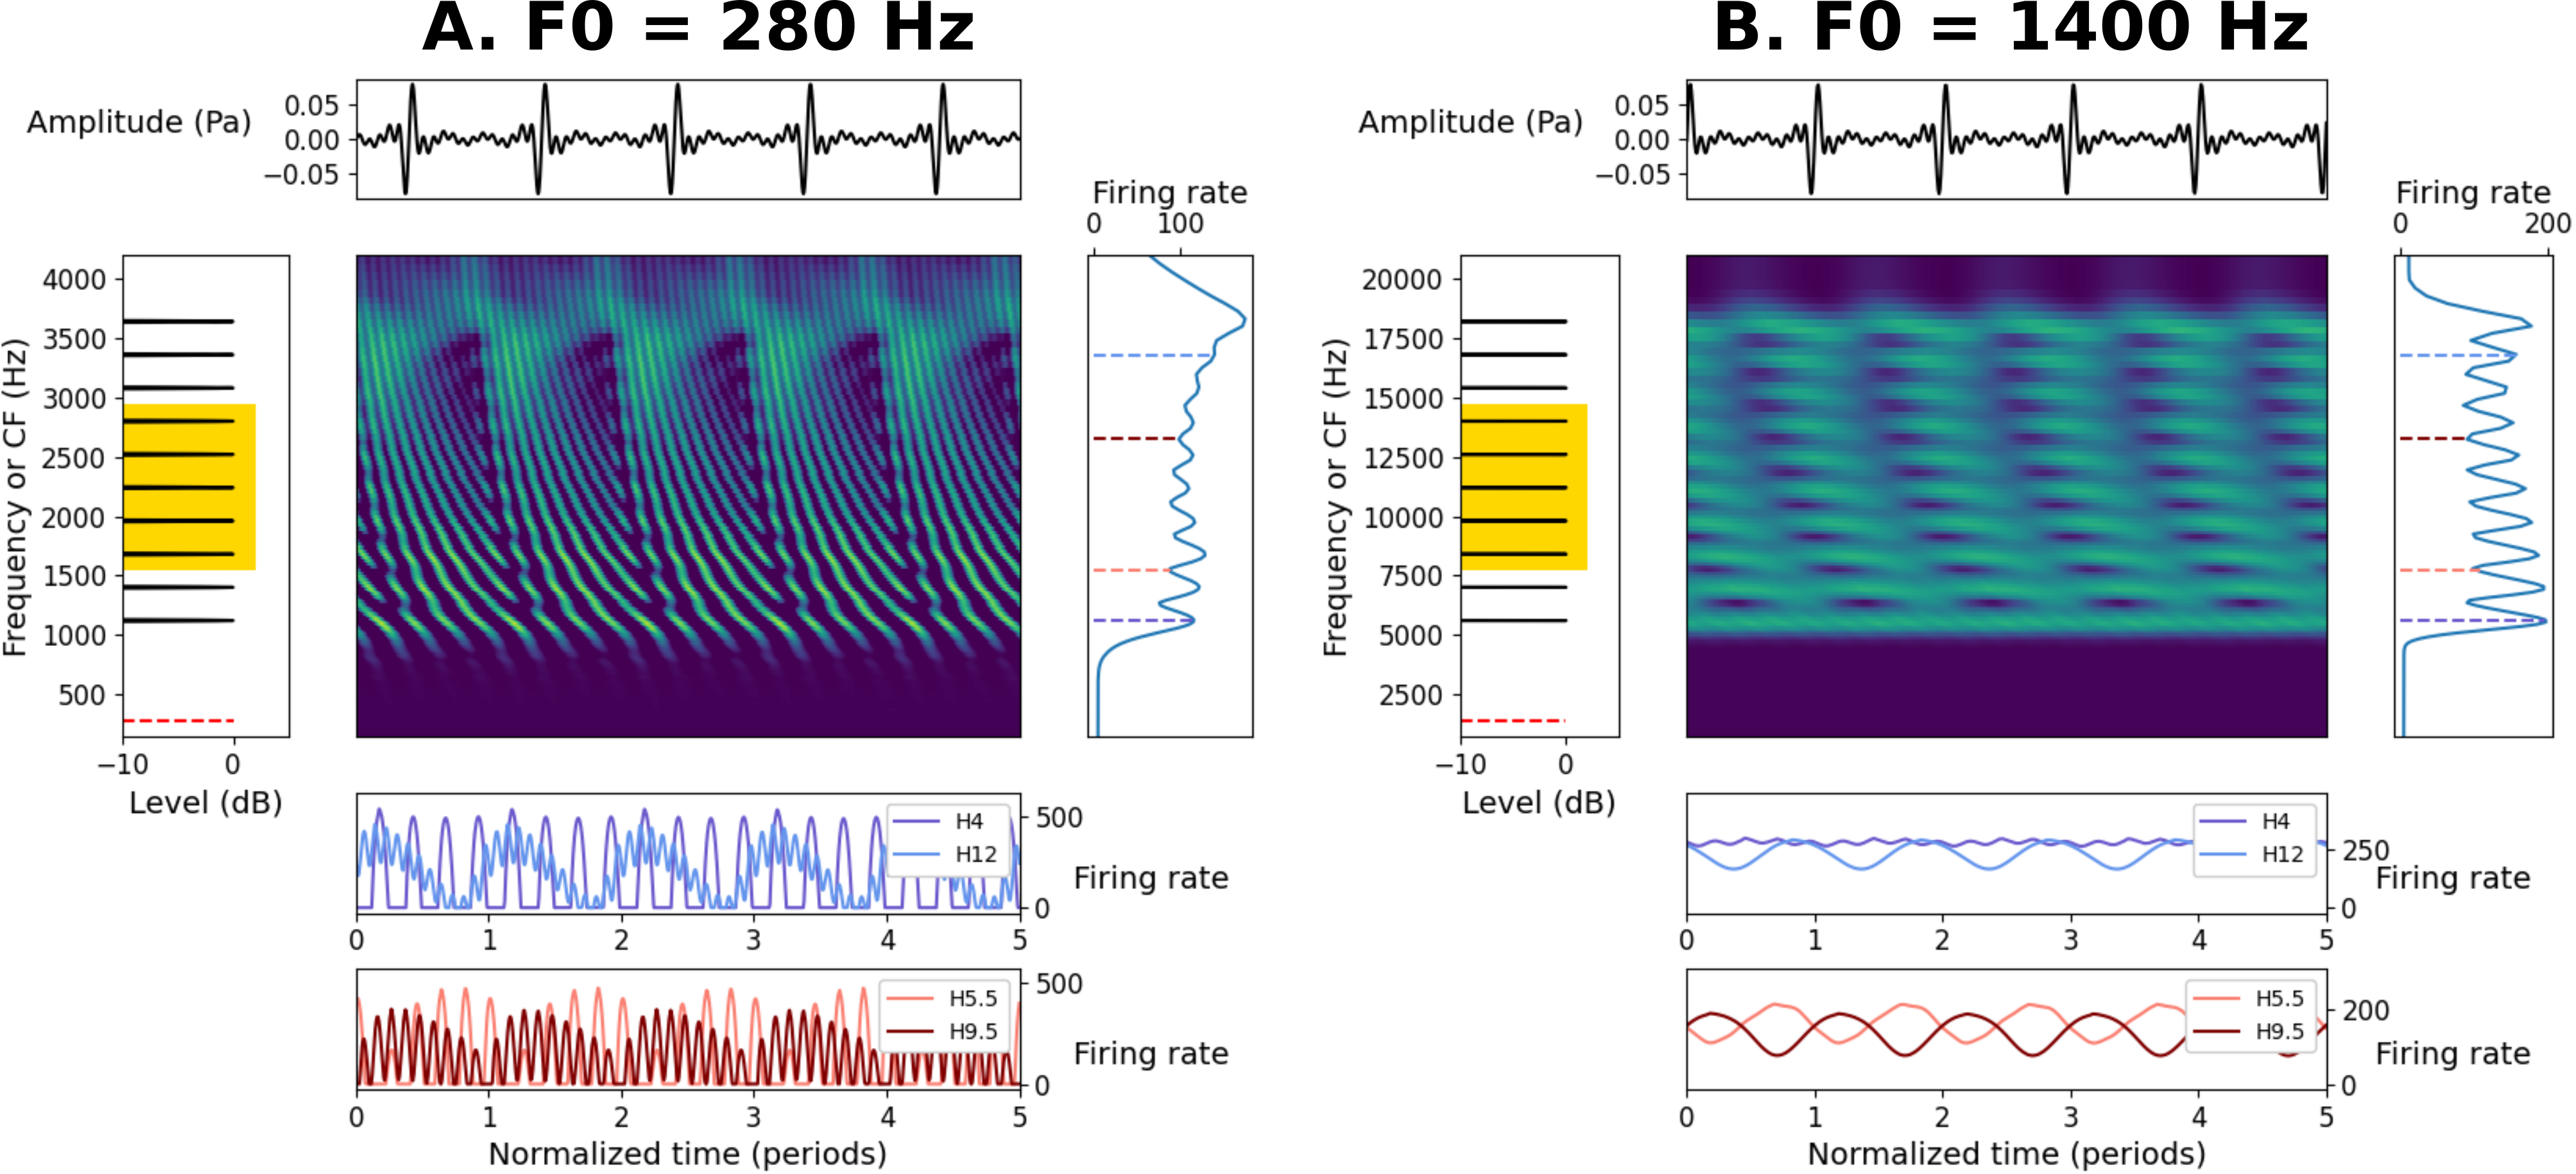 A. F0 = 280 Hz
Amplitude (Pa)
0.05
0.00
−0.05
Firing rate
0 100
Frequency or CF (Hz)
4000
3500
3000
2500
2000
1500
1000
500
−10 0
Level (dB)
H4
H12
500
0
Firing rate
0 1 2 3 4 5
H5.5
H9.5
500
0
Firing rate
0 1 2 3 4 5
Normalized time (periods)
B. F0 = 1400 Hz
Amplitude (Pa)
0.05
0.00
−0.05
Firing rate
0 200
Frequency or CF (Hz)
20000
17500
15000
12500
10000
7500
5000
2500
−10 0
Level (dB)
H4
H12
250
0
Firing rate
0 1 2 3 4 5
H5.5
H9.5
200
0
Firing rate
0 1 2 3 4 5
Normalized time (periods)